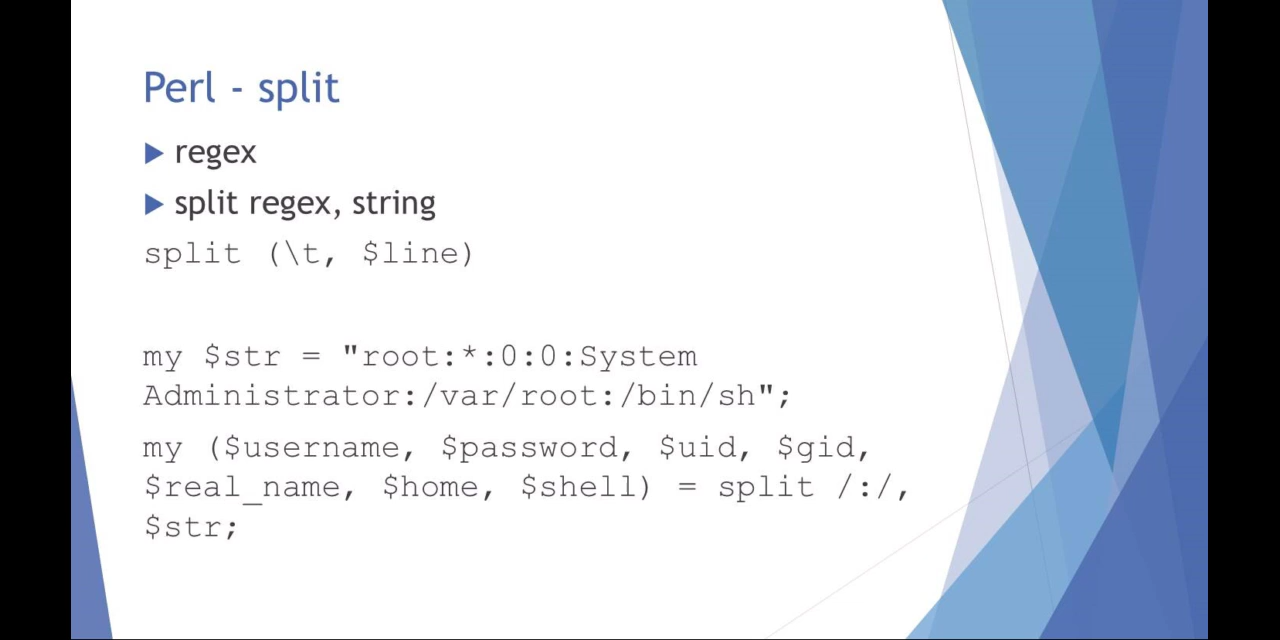 Perl - split
regex
split regex, string
split (\t, $line)
my $str = "root:*:0:0:System
Administrator:/var/root:/bin/sh";
my ($username, $password, $uid, $gid,
$real_name, $home, $shell) = split /:/,
$str;